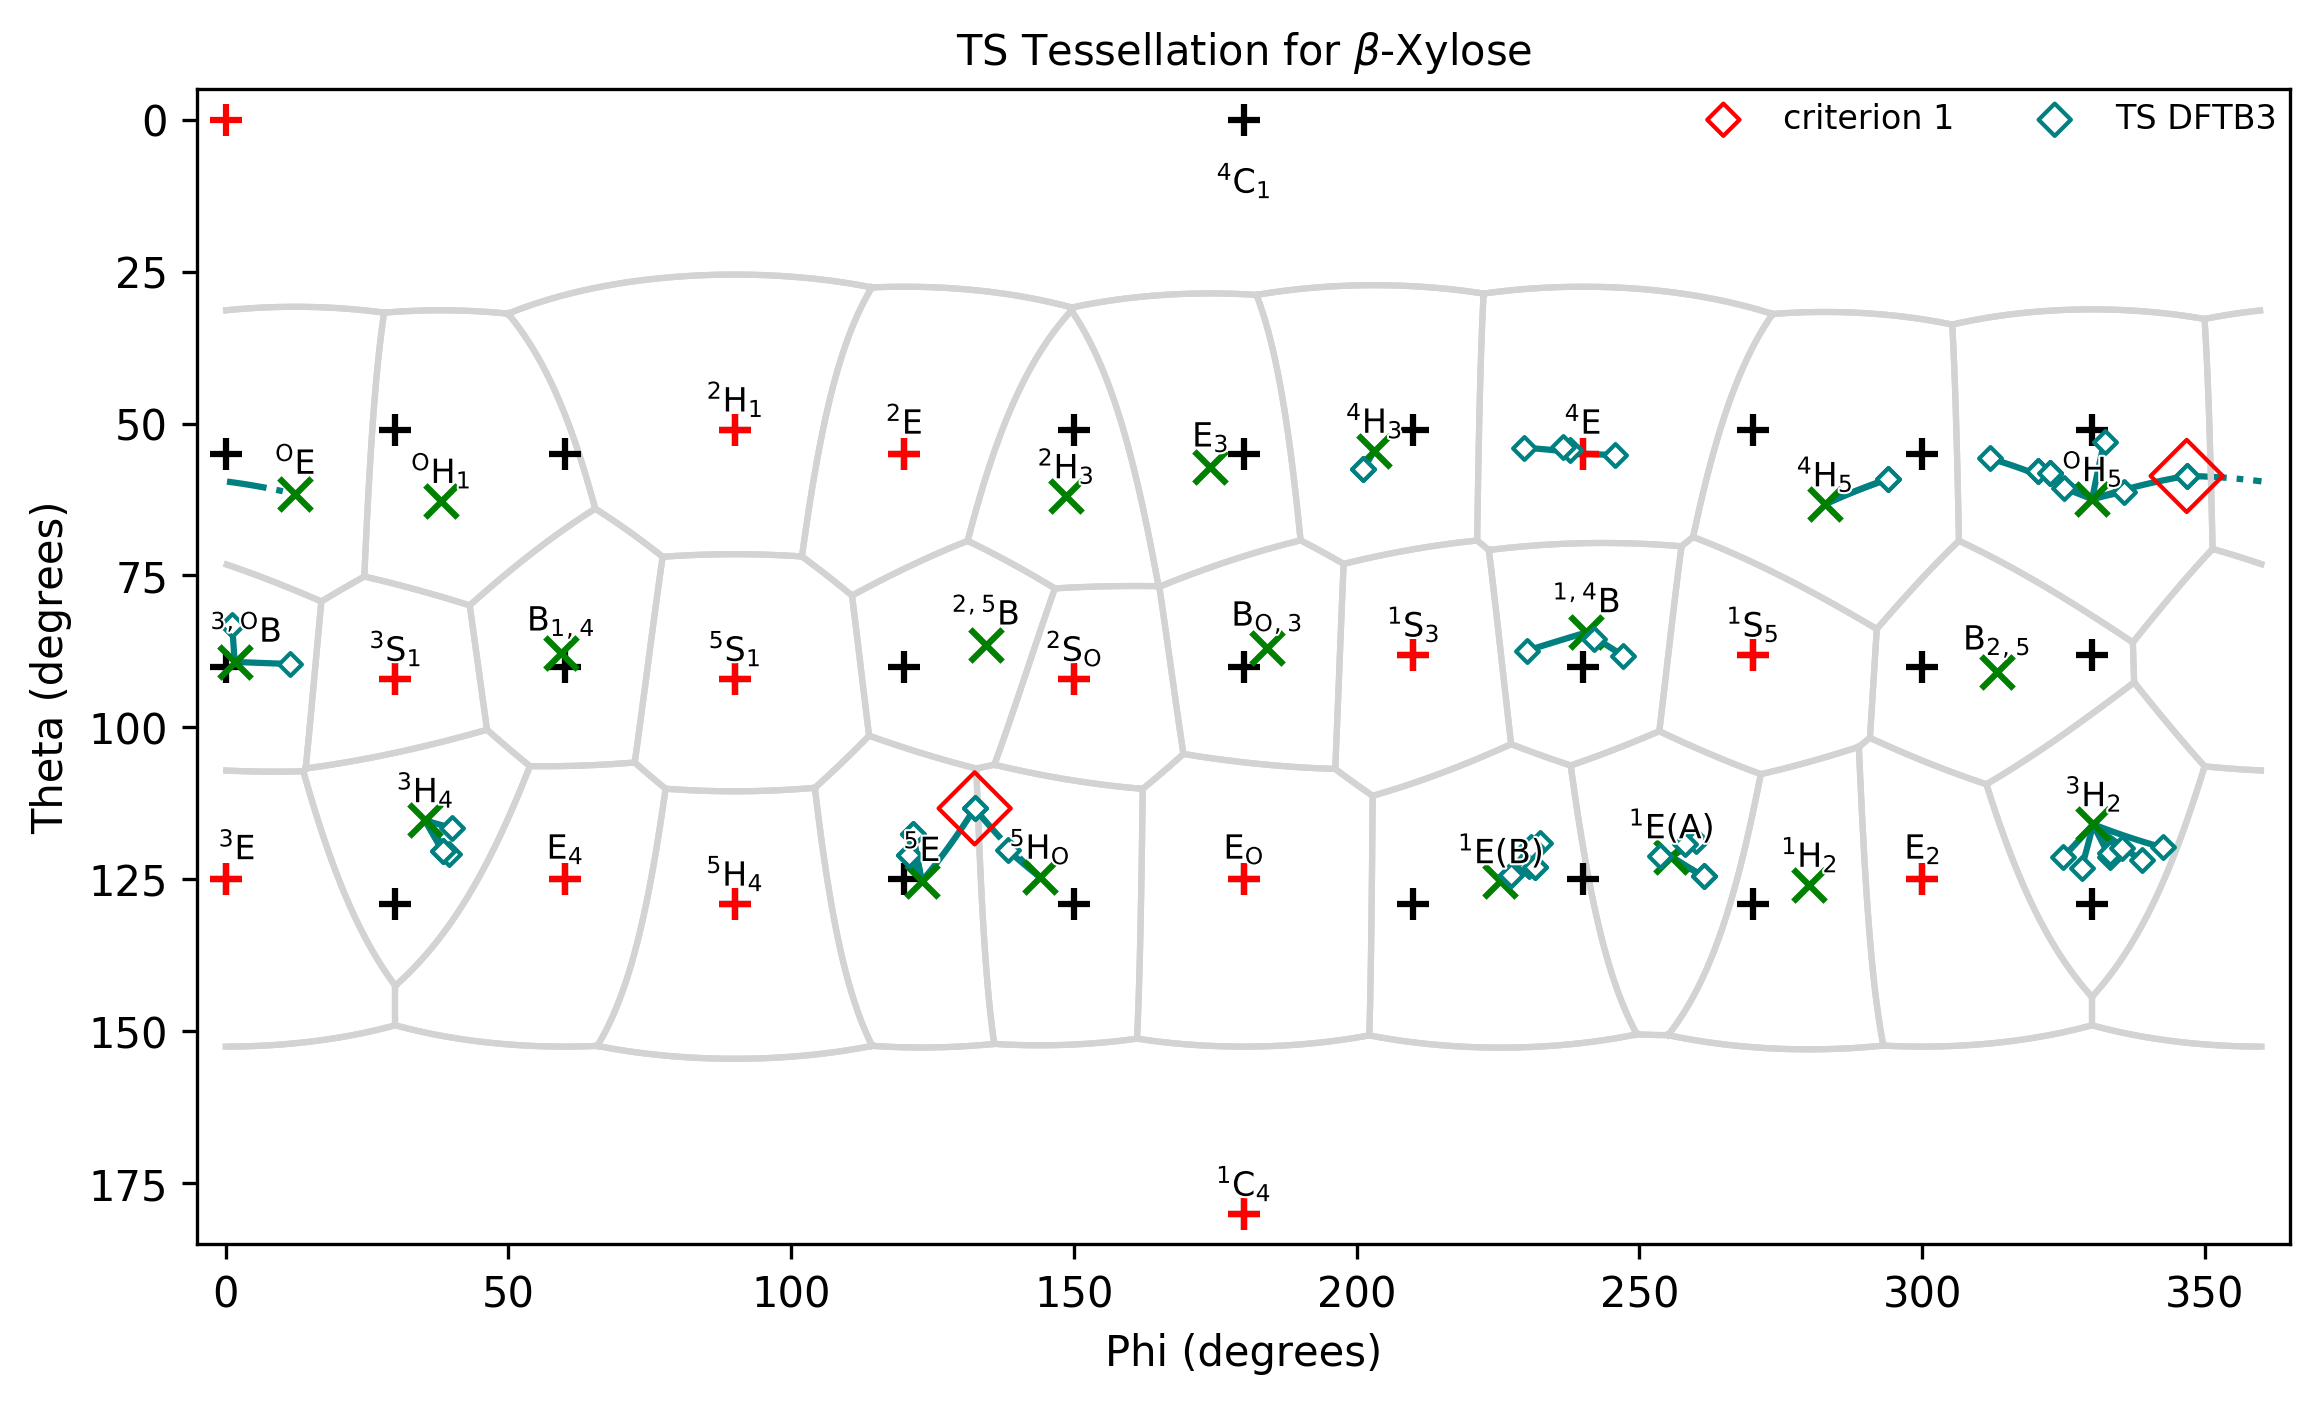 TS Tessellation for β-Xylose
criterion 1
TS DFTB3
⁴C₁
²H₁
²E
⁴H₃
⁴E
E₃
ᴼE
ᴼH₁
²H₃
⁴H₅
ᴼH₅
³,ᴼB
³S₁
B₁,₄
⁵S₁
²,⁵B
²Sₒ
Bₒ,₃
¹S₃
¹,⁴B
¹S₅
B₂,₅
³H₄
³H₂
³E
E₄
⁵H₄
⁵E
⁵Hₒ
Eₒ
¹E(B)
¹E(A)
¹H₂
E₂
¹C₄
0
25
50
75
100
125
150
175
Theta (degrees)
0
50
100
150
200
250
300
350
Phi (degrees)